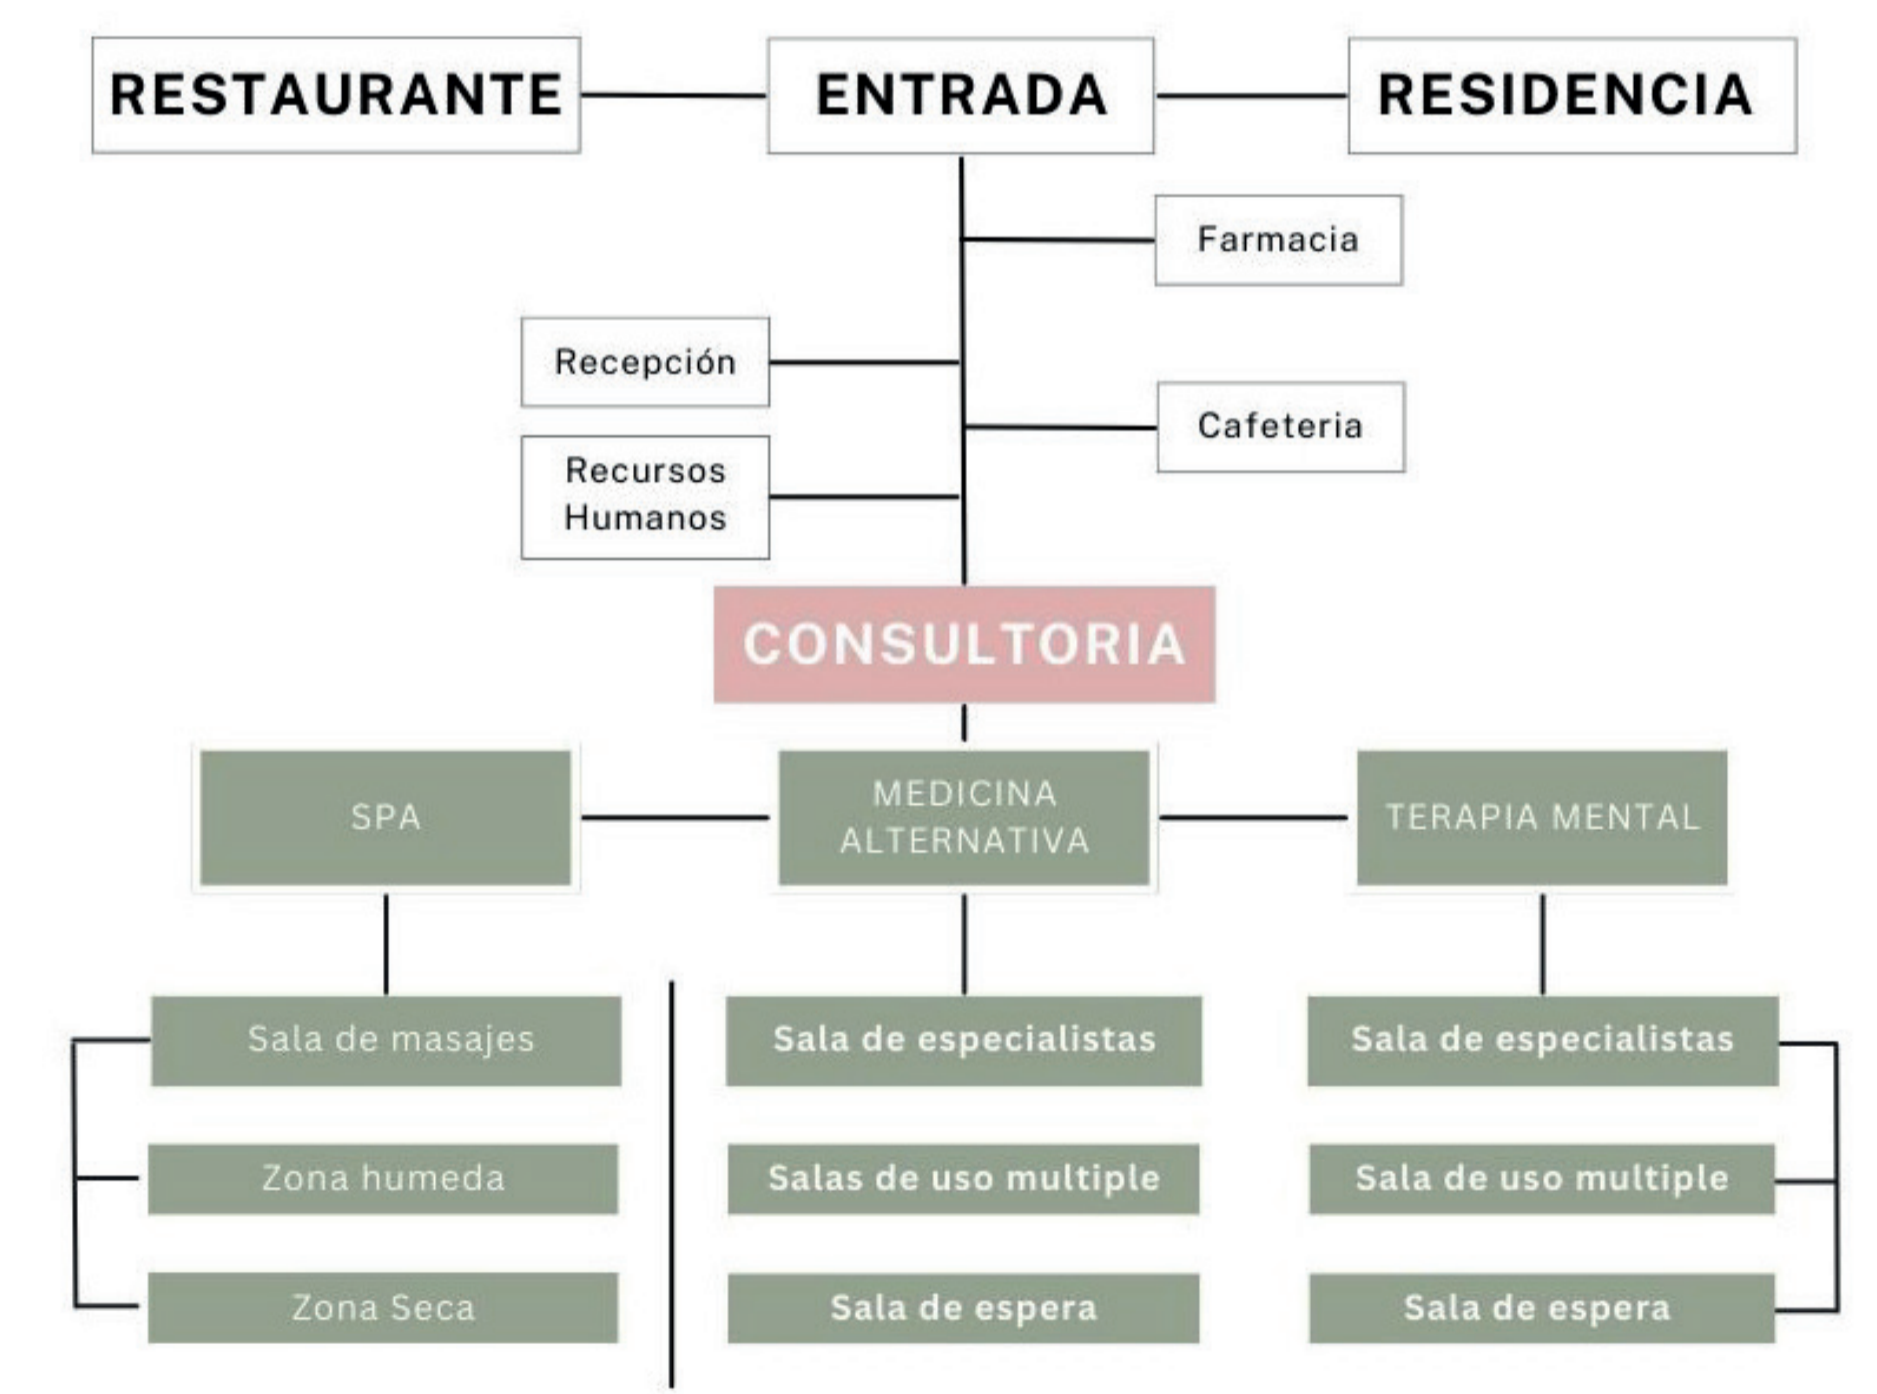 RESTAURANTE
ENTRADA
RESIDENCIA
Farmacia
Recepción
Cafeteria
Recursos
Humanos
CONSULTORIA
SPA
MEDICINA
ALTERNATIVA
TERAPIA MENTAL
Sala de masajes
Sala de especialistas
Sala de especialistas
Zona humeda
Salas de uso multiple
Sala de uso multiple
Zona Seca
Sala de espera
Sala de espera